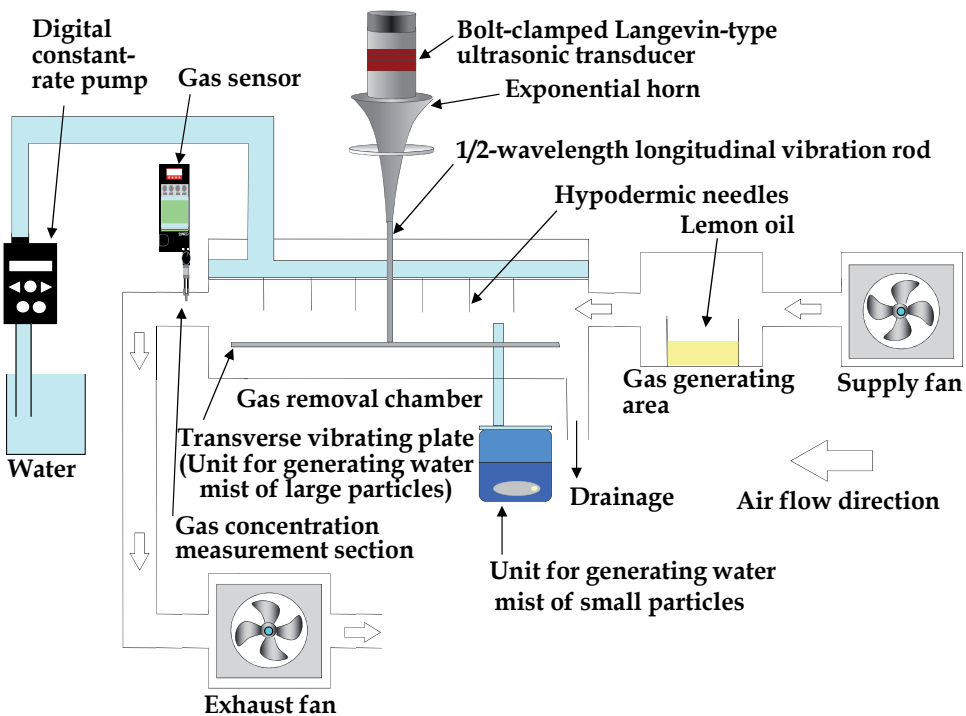 Digital
constant-
rate pump
Gas sensor
Bolt-clamped Langevin-type
ultrasonic transducer
Exponential horn
1/2-wavelength longitudinal vibration rod
Hypodermic needles
Lemon oil
Gas removal chamber
Gas generating
area
Supply fan
Transverse vibrating plate
(Unit for generating water
mist of large particles)
Water
Drainage
Air flow direction
Gas concentration
measurement section
Unit for generating water
mist of small particles
Exhaust fan